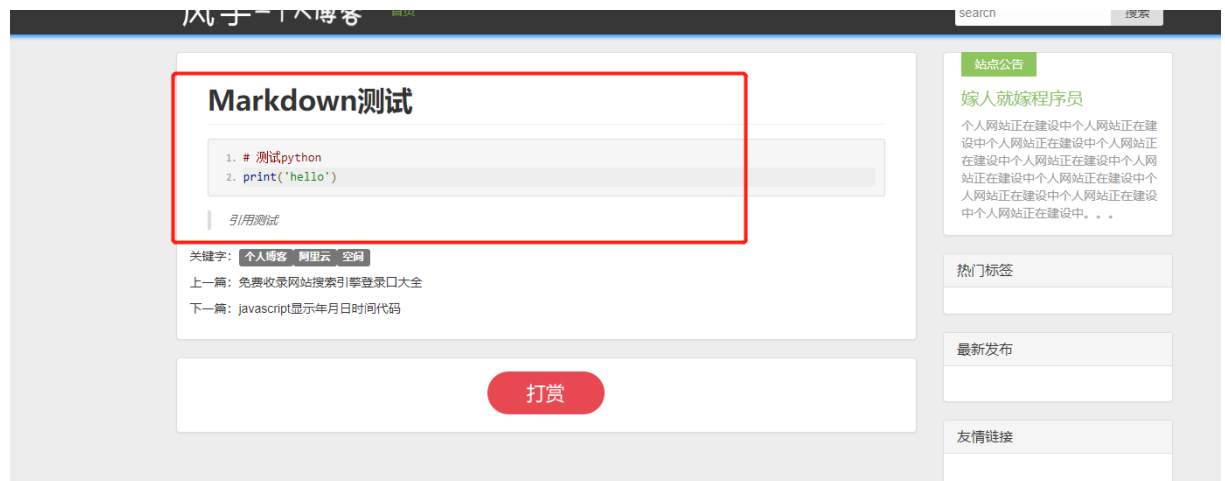 个人博客 首页
search 搜索
Markdown测试
1. # 测试python
2. print('hello')
引用测试
关键字： 个人博客 阿里云 空间
上一篇：免费收录网站搜索引擎登录口大全
下一篇：javascript显示年月日时间代码
打赏
站点公告
嫁人就嫁程序员
个人网站正在建设中个人网站正在建
设中个人网站正在建设中个人网站正
在建设中个人网站正在建设中个人网
站正在建设中个人网站正在建设中个
人网站正在建设中个人网站正在建设
中个人网站正在建设中。。。
热门标签
最新发布
友情链接